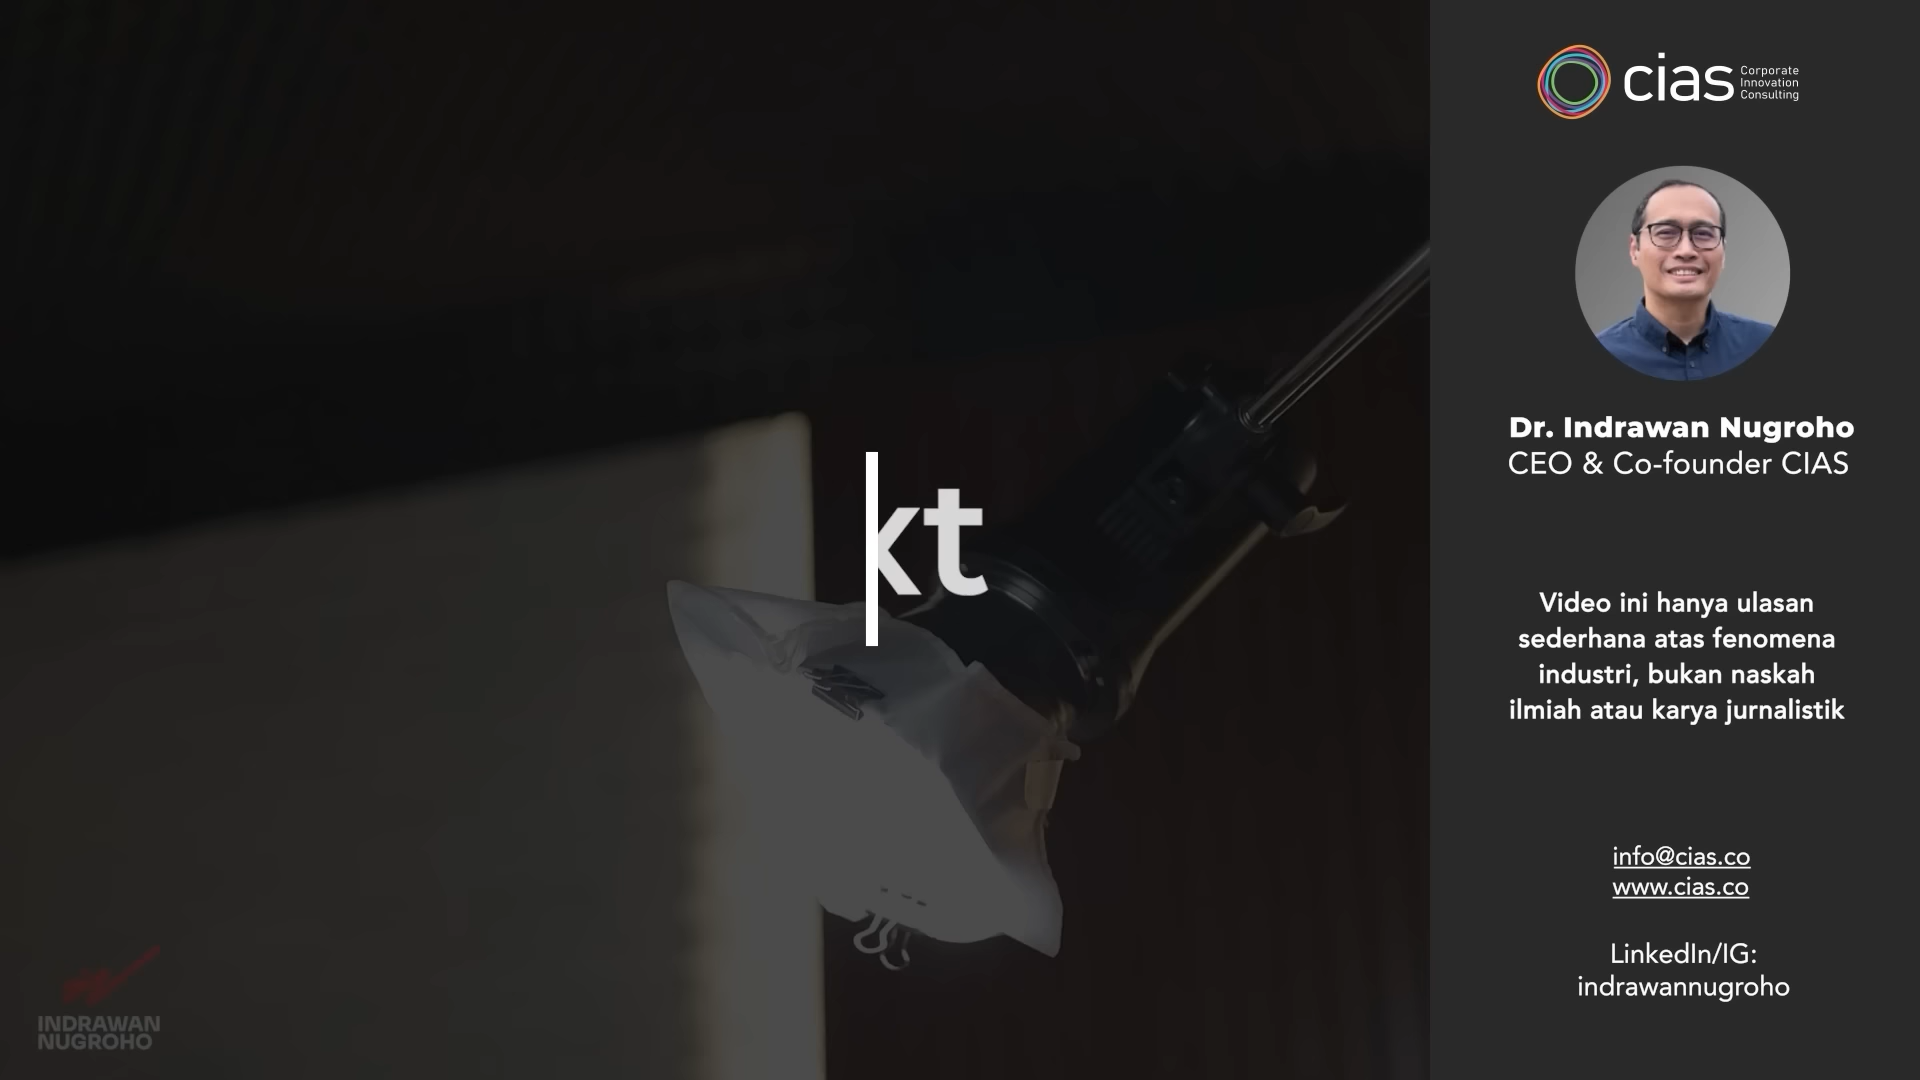 cias
Corporate
Innovation
Consulting
Dr. Indrawan Nugroho
CEO & Co-founder CIAS
kt
Video ini hanya ulasan
sederhana atas fenomena
industri, bukan naskah
ilmiah atau karya jurnalistik
info@cias.co
www.cias.co
LinkedIn/IG:
indrawannugroho
INDRAWAN
NUGROHO